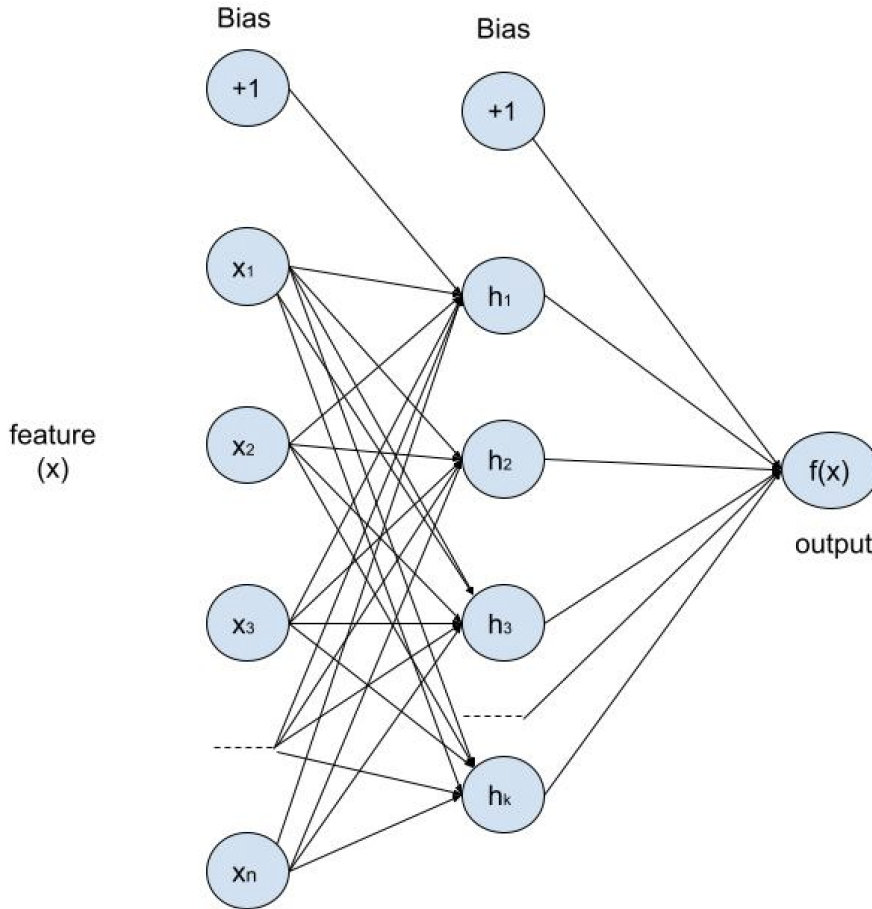 Bias
Bias
+1
+1
x1
h1
x2
h2
feature
(x)
f(x)
output
x3
h3
hk
xn